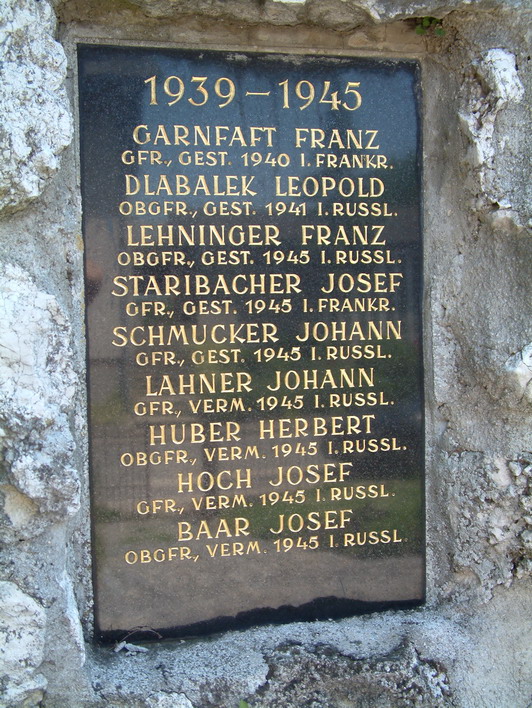 1939 – 1945
GARNFAFT FRANZ
GFR., GEST. 1940 I. FRANKR.
DLABALEK LEOPOLD
OBGFR., GEST. 1941 I. RUSSL.
LEHNINGER FRANZ
OBGFR., GEST. 1945 I. RUSSL.
STARIBACHER JOSEF
GFR., GEST. 1945 I. FRANKR.
SCHMUCKER JOHANN
GFR., GEST. 1945 I. RUSSL.
LAHNER JOHANN
GFR., VERM. 1945 I. RUSSL.
HUBER HERBERT
OBGFR., VERM. 1945 I. RUSSL.
HOCH JOSEF
GFR., VERM. 1945 I. RUSSL.
BAAR JOSEF
OBGFR., VERM. 1945 I. RUSSL.